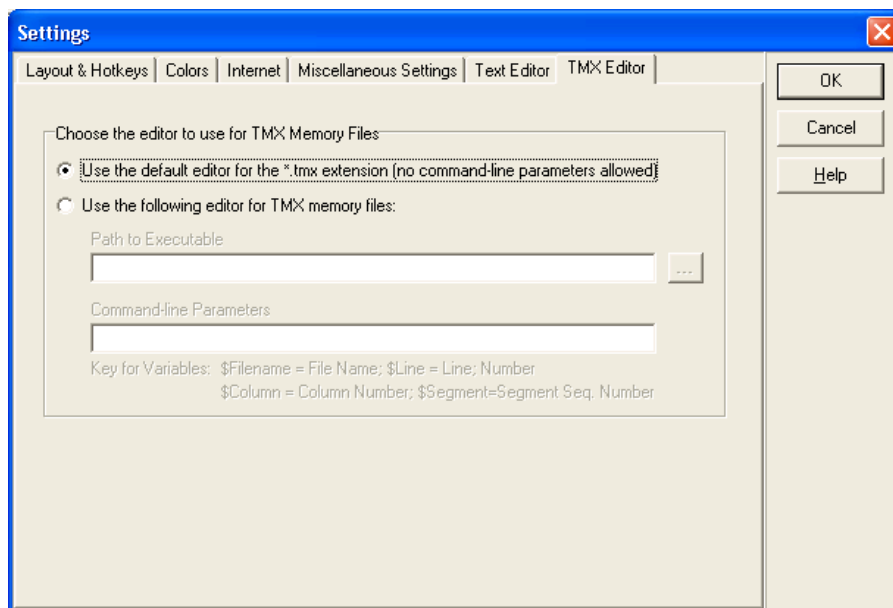 Settings
Layout & Hotkeys
Colors
Internet
Miscellaneous Settings
Text Editor
TMX Editor
OK
Cancel
Help
Choose the editor to use for TMX Memory Files
Use the default editor for the *.tmx extension (no command-line parameters allowed)
Use the following editor for TMX memory files:
Path to Executable
...
Command-line Parameters
Key for Variables: $Filename = File Name; $Line = Line; Number
$Column = Column Number; $Segment=Segment Seq. Number